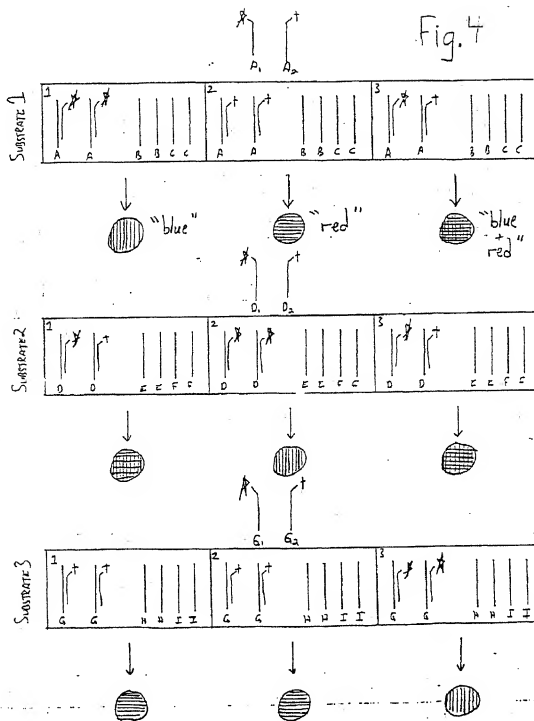 Fig. 4
A₁ A₂
SUBSTRATE 1
1 2 3
A A B B C C A A B B C C A A B B C C
"blue" "red" "blue + red"
D₁ D₂
SUBSTRATE 2
1 2 3
D D E E F F D D E E F F D D E E F F
G₁ G₂
SUBSTRATE 3
1 2 3
G G H H I I G G H H I I G G H H I I